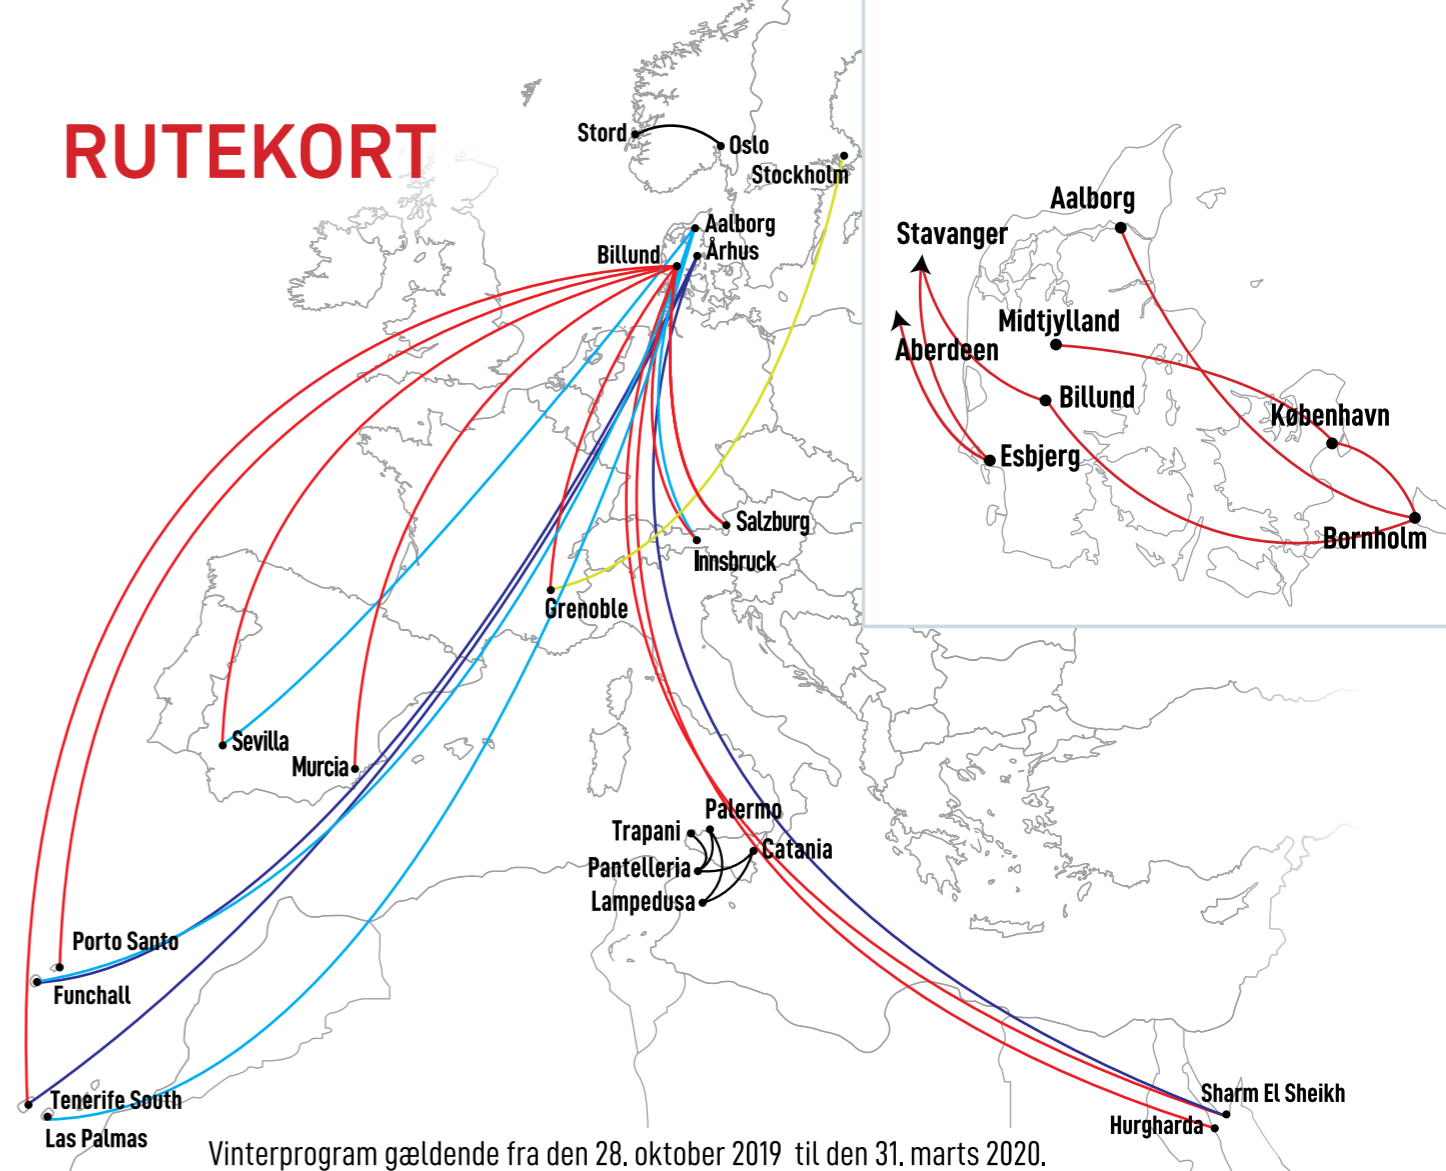 RUTEKORT
Stord
Oslo
Stockholm
Aalborg
Århus
Billund
Salzburg
Innsbruck
Grenoble
Sevilla
Murcia
Palermo
Trapani
Catania
Pantelleria
Lampedusa
Porto Santo
Funchall
Tenerife South
Las Palmas
Sharm El Sheikh
Hurgharda
Aalborg
Stavanger
Midtjylland
Aberdeen
Billund
København
Esbjerg
Bornholm
Vinterprogram gældende fra den 28. oktober 2019 til den 31. marts 2020.